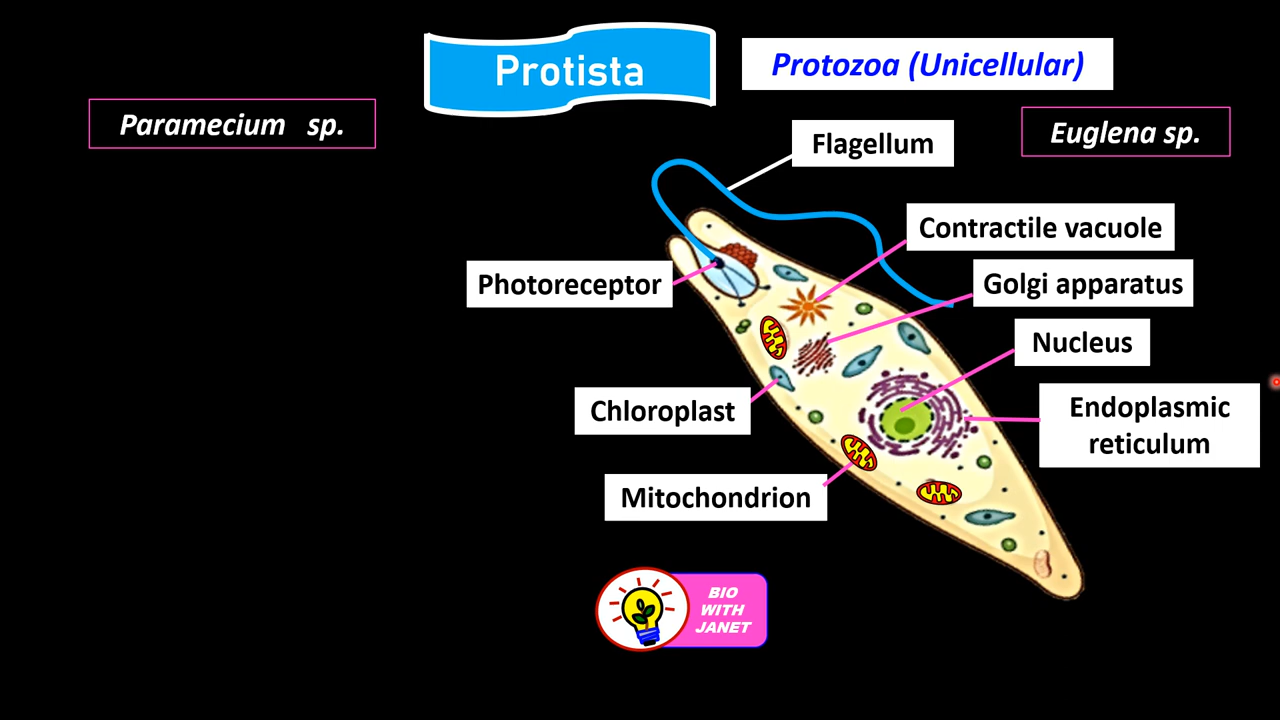 Protista
Protozoa (Unicellular)
Paramecium sp.
Euglena sp.
Flagellum
Contractile vacuole
Photoreceptor
Golgi apparatus
Nucleus
Chloroplast
Endoplasmic
reticulum
Mitochondrion
BIO
WITH
JANET